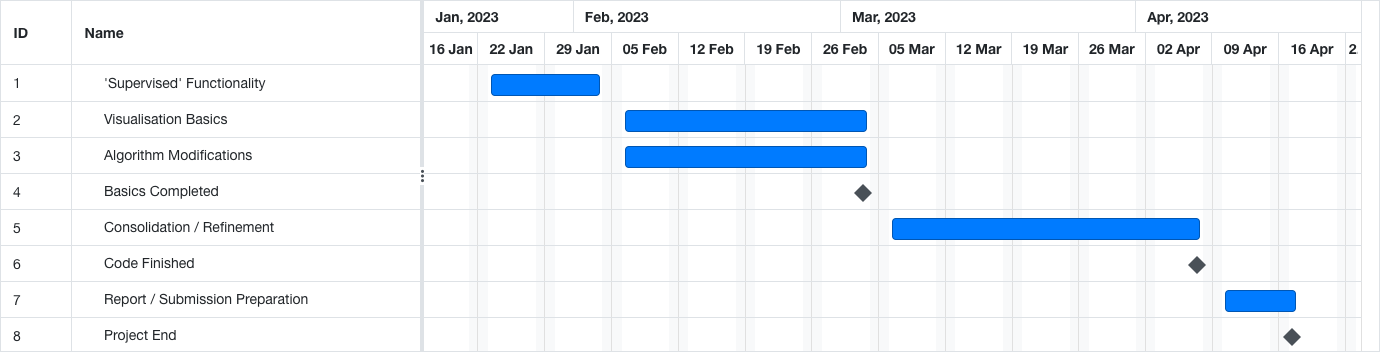 ID Name Jan, 2023 Feb, 2023 Mar, 2023 Apr, 2023
16 Jan 22 Jan 29 Jan 05 Feb 12 Feb 19 Feb 26 Feb 05 Mar 12 Mar 19 Mar 26 Mar 02 Apr 09 Apr 16 Apr 2
1 'Supervised' Functionality
2 Visualisation Basics
3 Algorithm Modifications
4 Basics Completed
5 Consolidation / Refinement
6 Code Finished
7 Report / Submission Preparation
8 Project End